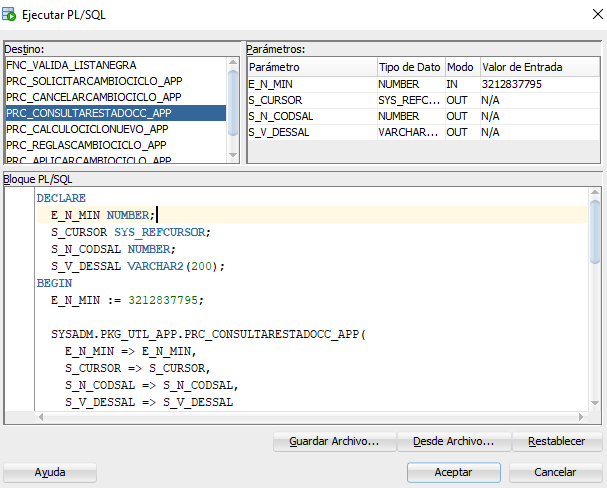 Ejecutar PL/SQL
Destino:
FNC_VALIDA_LISTANEGRA
PRC_SOLICITARCAMBIOCICLO_APP
PRC_CANCELARCAMBIOCICLO_APP
PRC_CONSULTARESTADOCC_APP
PRC_CALCULOCICLONUEVO_APP
PRC_REGLASCAMBIOCICLO_APP
PRC_APLICARCAMBIOCICLO_APP
Parámetros:
Parámetro Tipo de Dato Modo Valor de Entrada
E_N_MIN NUMBER IN 3212837795
S_CURSOR SYS_REFC... OUT N/A
S_N_CODSAL NUMBER OUT N/A
S_V_DESSAL VARCHAR... OUT N/A
Bloque PL/SQL
DECLARE
E_N_MIN NUMBER;
S_CURSOR SYS_REFCURSOR;
S_N_CODSAL NUMBER;
S_V_DESSAL VARCHAR2(200);
BEGIN
E_N_MIN := 3212837795;
SYSADM.PKG_UTL_APP.PRC_CONSULTARESTADOCC_APP(
E_N_MIN => E_N_MIN,
S_CURSOR => S_CURSOR,
S_N_CODSAL => S_N_CODSAL,
S_V_DESSAL => S_V_DESSAL
Guardar Archivo... Desde Archivo... Restablecer
Ayuda Aceptar Cancelar